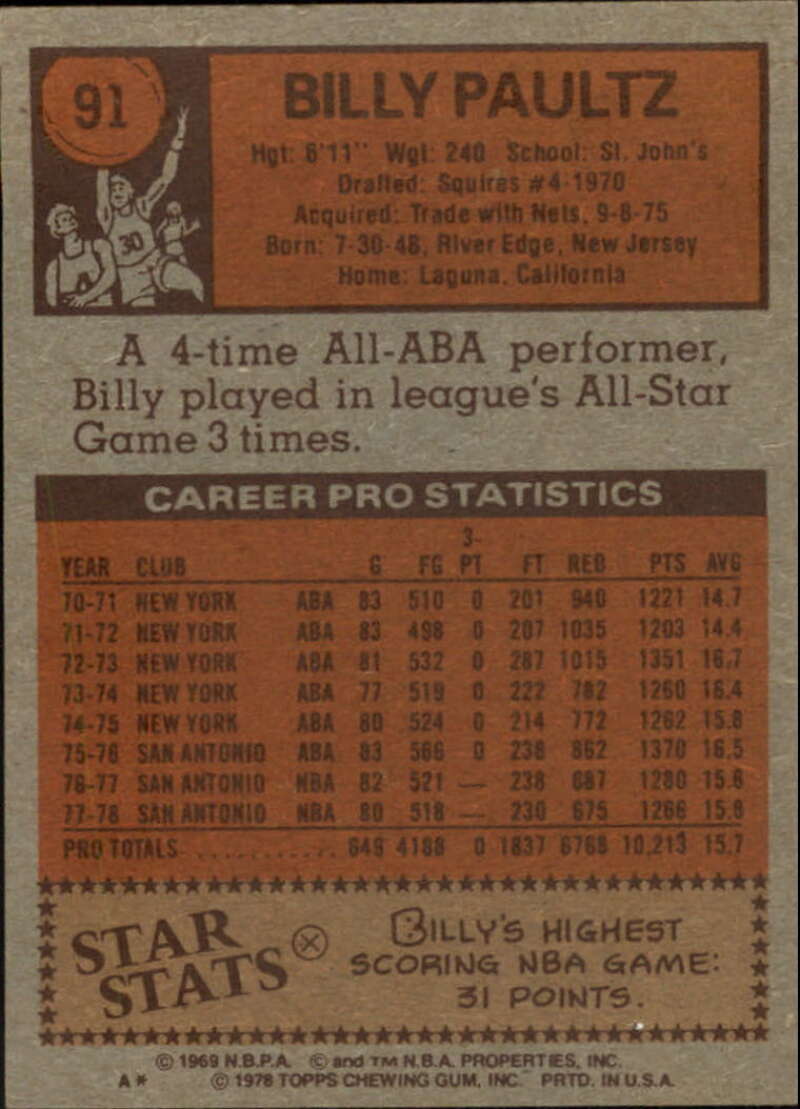 91
BILLY PAULTZ
Hgt: 6'11" Wgt: 240 School: St. John's
Drafted: Squires #4-1970
Acquired: Trade with Nets, 9-8-75
Born: 7-30-48, River Edge, New Jersey
Home: Laguna, California
30
A 4-time All-ABA performer,
Billy played in league's All-Star
Game 3 times.
CAREER PRO STATISTICS
YEAR CLUB G FG 3-PT FT REB PTS AVG
70-71 NEW YORK ABA 83 510 0 201 940 1221 14.7
71-72 NEW YORK ABA 83 498 0 207 1035 1203 14.4
72-73 NEW YORK ABA 81 532 0 287 1015 1351 16.7
73-74 NEW YORK ABA 77 519 0 222 782 1260 16.4
74-75 NEW YORK ABA 80 524 0 214 772 1262 15.8
75-76 SAN ANTONIO ABA 83 566 0 238 862 1370 16.5
76-77 SAN ANTONIO NBA 82 521 — 238 687 1280 15.6
77-78 SAN ANTONIO NBA 80 518 — 230 675 1266 15.8
PRO TOTALS ............ 649 4188 0 1837 6768 10,213 15.7
STAR
STATS
BILLY'S HIGHEST
SCORING NBA GAME:
31 POINTS.
© 1969 N.B.P.A. © and TM N.B.A. PROPERTIES, INC.
A * © 1978 TOPPS CHEWING GUM, INC. PRTD. IN U.S.A.